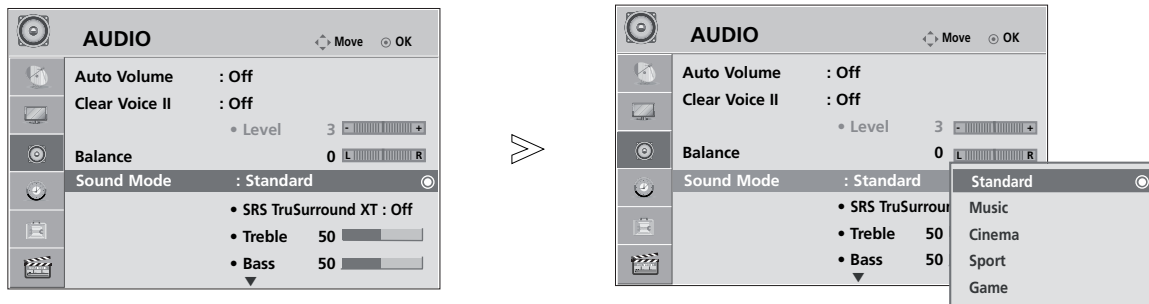 AUDIO
Move OK
Auto Volume : Off
Clear Voice II : Off
• Level 3 - +
Balance 0 L R
Sound Mode : Standard
• SRS TruSurround XT : Off
• Treble 50
• Bass 50
AUDIO
Move OK
Auto Volume : Off
Clear Voice II : Off
• Level 3 - +
Balance 0 L R
Sound Mode : Standard
• SRS TruSurroun
• Treble 50
• Bass 50
Standard
Music
Cinema
Sport
Game